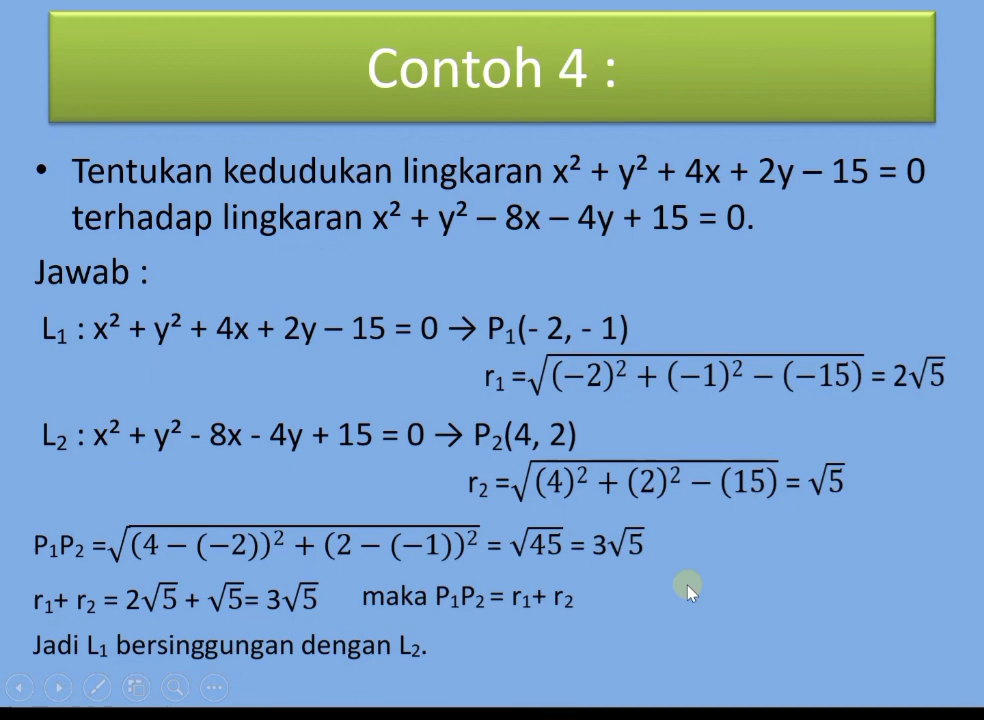 Contoh 4 :
• Tentukan kedudukan lingkaran x² + y² + 4x + 2y – 15 = 0
terhadap lingkaran x² + y² – 8x – 4y + 15 = 0.
Jawab :
L₁ : x² + y² + 4x + 2y – 15 = 0 → P₁(- 2, - 1)
r₁ =√((−2)² + (−1)² − (−15)) = 2√5
L₂ : x² + y² - 8x - 4y + 15 = 0 → P₂(4, 2)
r₂ =√((4)² + (2)² − (15)) = √5
P₁P₂ =√((4 − (−2))² + (2 − (−1))²) = √45 = 3√5
r₁+ r₂ = 2√5 + √5= 3√5 maka P₁P₂ = r₁+ r₂
Jadi L₁ bersinggungan dengan L₂.